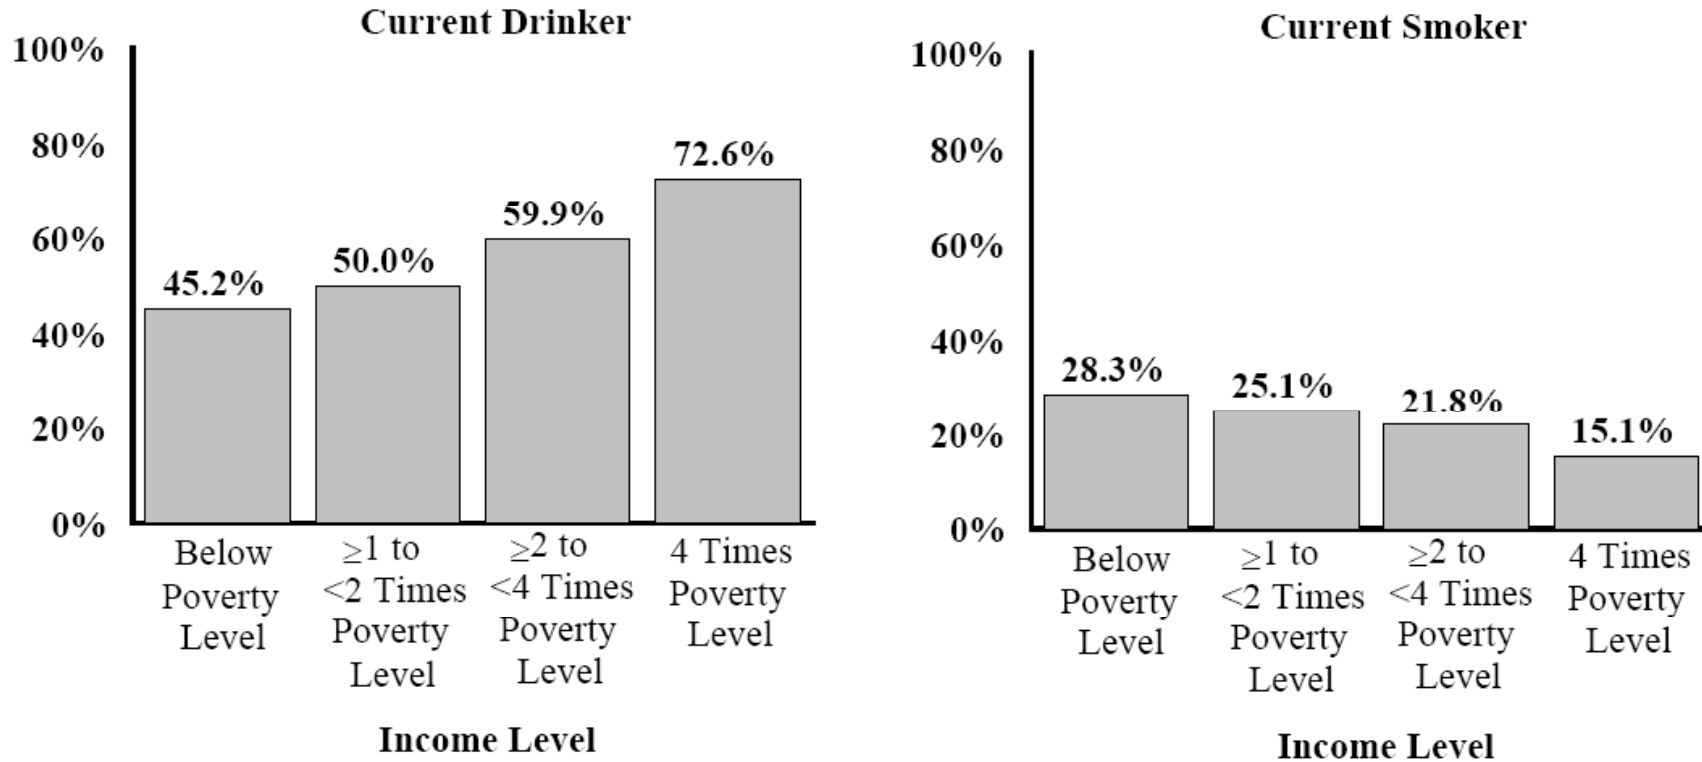 Current Drinker
100%
80%
60%
40%
20%
0%
45.2%
50.0%
59.9%
72.6%
Below
Poverty
Level
≥1 to
<2 Times
Poverty
Level
≥2 to
<4 Times
Poverty
Level
4 Times
Poverty
Level
Income Level
Current Smoker
100%
80%
60%
40%
20%
0%
28.3%
25.1%
21.8%
15.1%
Below
Poverty
Level
≥1 to
<2 Times
Poverty
Level
≥2 to
<4 Times
Poverty
Level
4 Times
Poverty
Level
Income Level